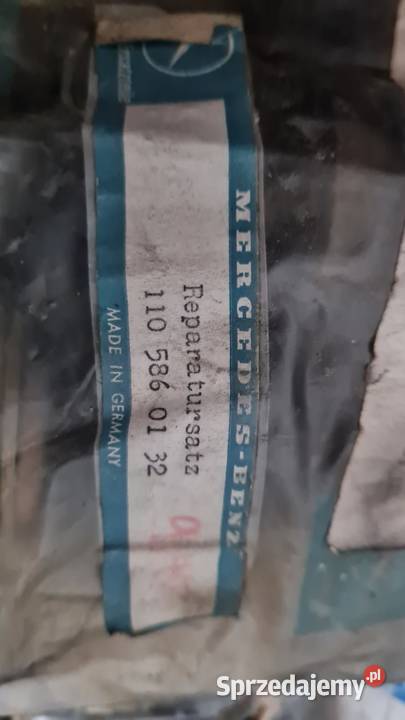 MERCEDES-BENZ
Reparatursatz
110 586 01 32
MADE IN GERMANY
Sprzedajemy.pl